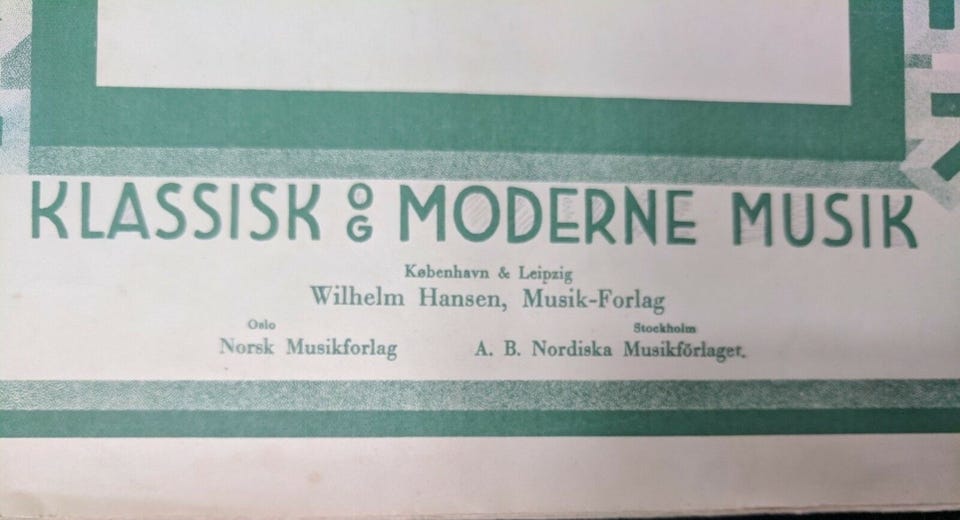 KLASSISK OG MODERNE MUSIK
København & Leipzig
Wilhelm Hansen, Musik-Forlag
Oslo Stockholm
Norsk Musikforlag A. B. Nordiska Musikförlaget.